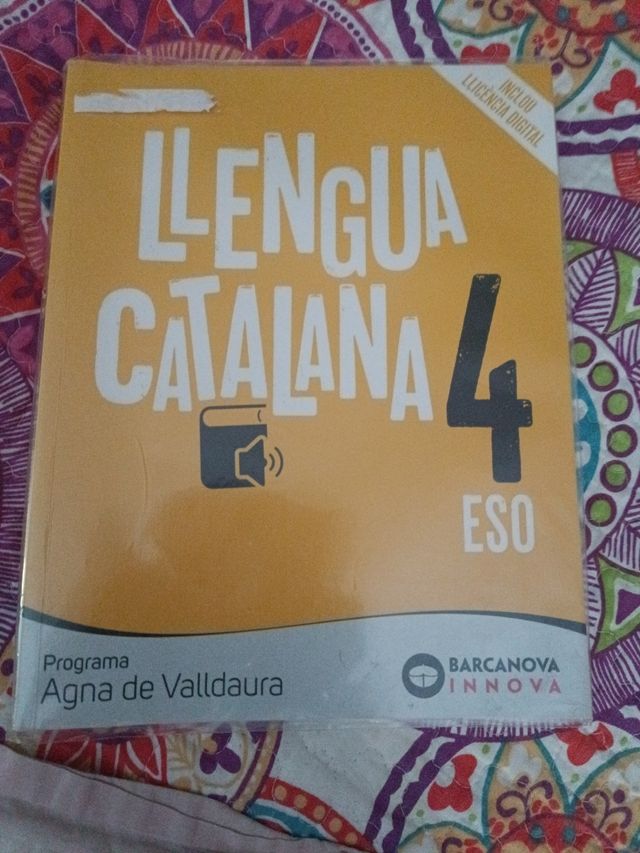 INCLOU
LLICÈNCIA DIGITAL
LLENGUA
CATALANA 4
ESO
Programa
Agna de Valldaura
BARCANOVA
INNOVA